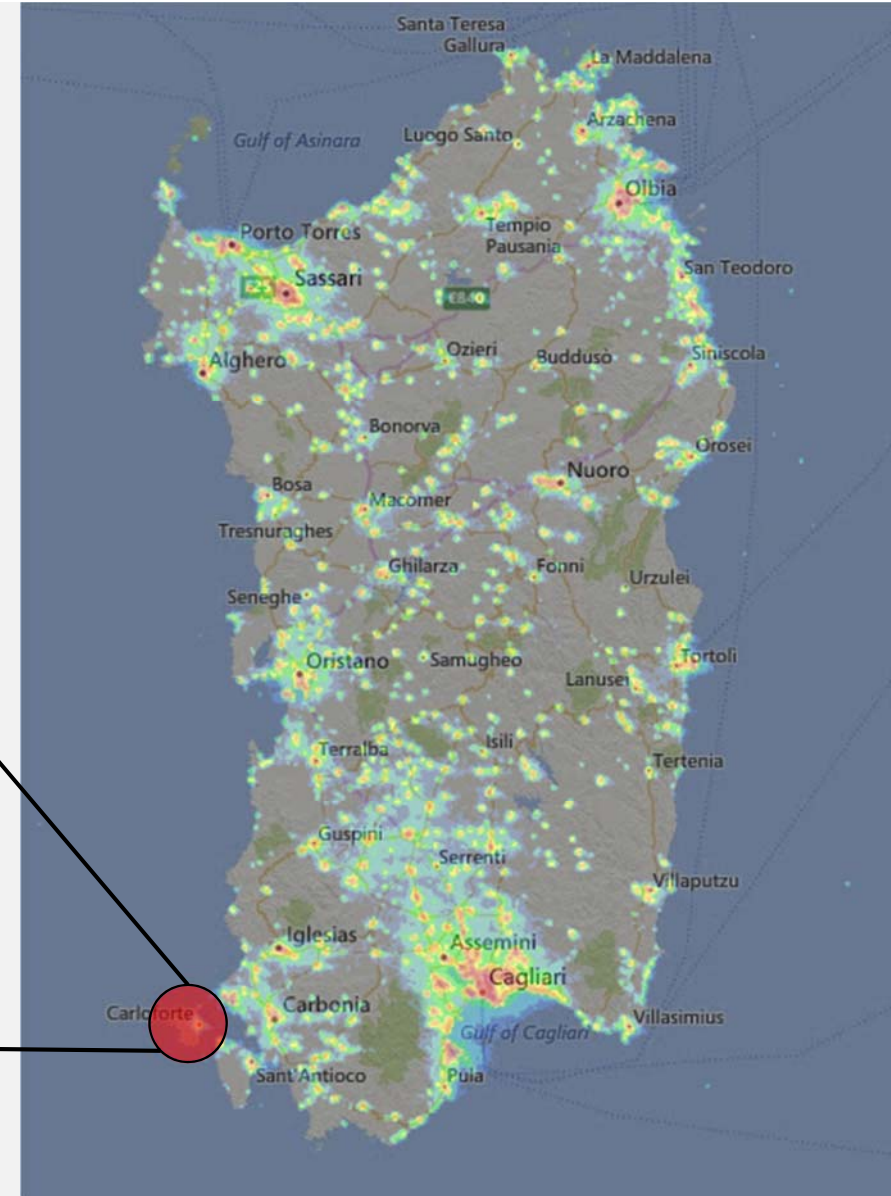 Santa Teresa
Gallura
La Maddalena
Arzachena
Gulf of Asinara
Luogo Santo
Olbia
Porto Torres
Tempio
Pausania
San Teodoro
Sassari
E25
E840
Ozieri
Buddusò
Siniscola
Alghero
Bonorva
Orosei
Nuoro
Bosa
Macomer
Tresnuraghes
Ghilarza
Fonni
Urzulei
Seneghe
Oristano
Samugheo
Tortolì
Lanusei
Isili
Terralba
Tertenia
Guspini
Serrenti
Villaputzu
Iglesias
Assemini
Cagliari
Carloforte
Carbonia
Villasimius
Gulf of Cagliari
Sant'Antioco
Pula